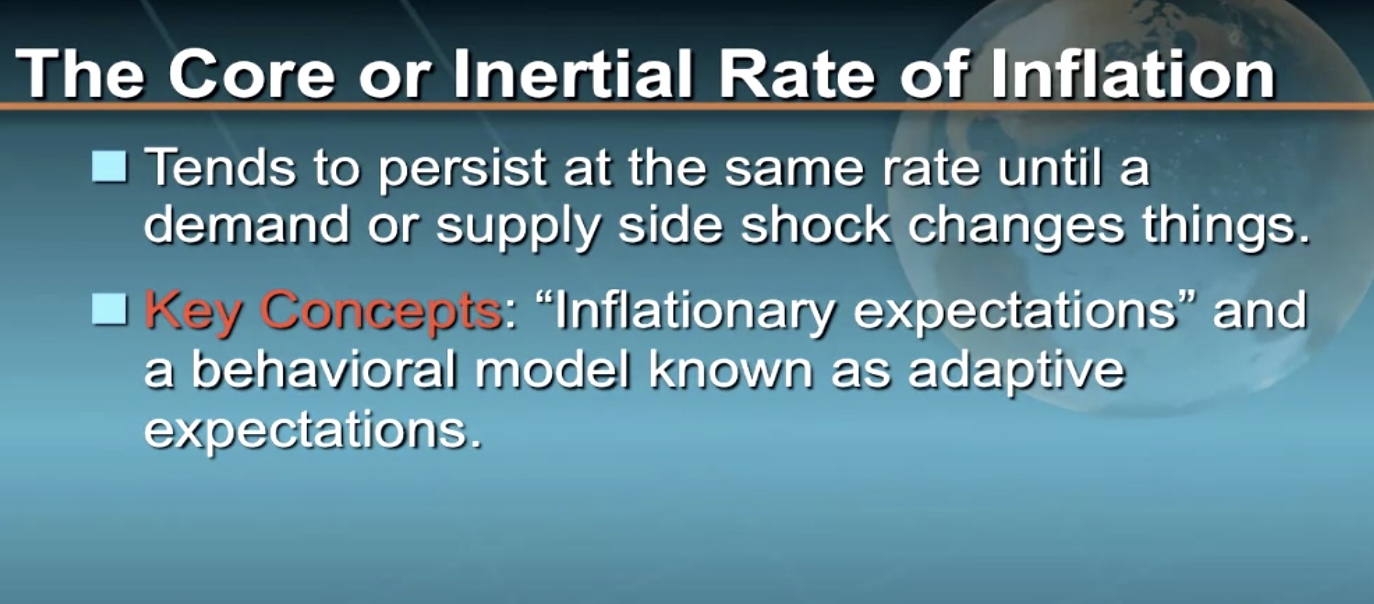 The Core or Inertial Rate of Inflation
Tends to persist at the same rate until a
demand or supply side shock changes things.
Key Concepts: “Inflationary expectations” and
a behavioral model known as adaptive
expectations.